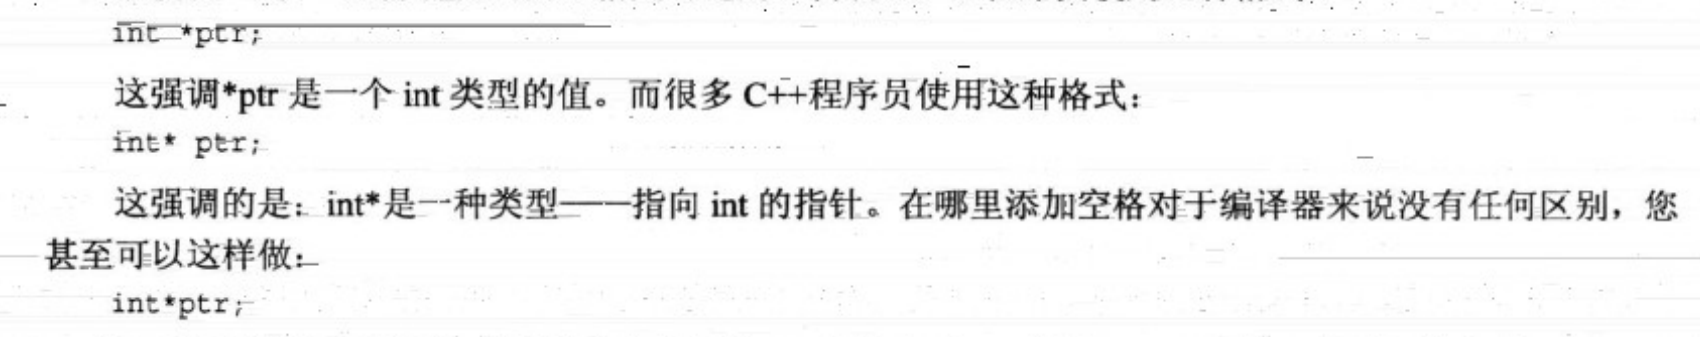 int *ptr;
这强调*ptr 是一个 int 类型的值。而很多 C++程序员使用这种格式：
int* ptr;
这强调的是：int*是一种类型——指向 int 的指针。在哪里添加空格对于编译器来说没有任何区别，您
甚至可以这样做：
int*ptr;